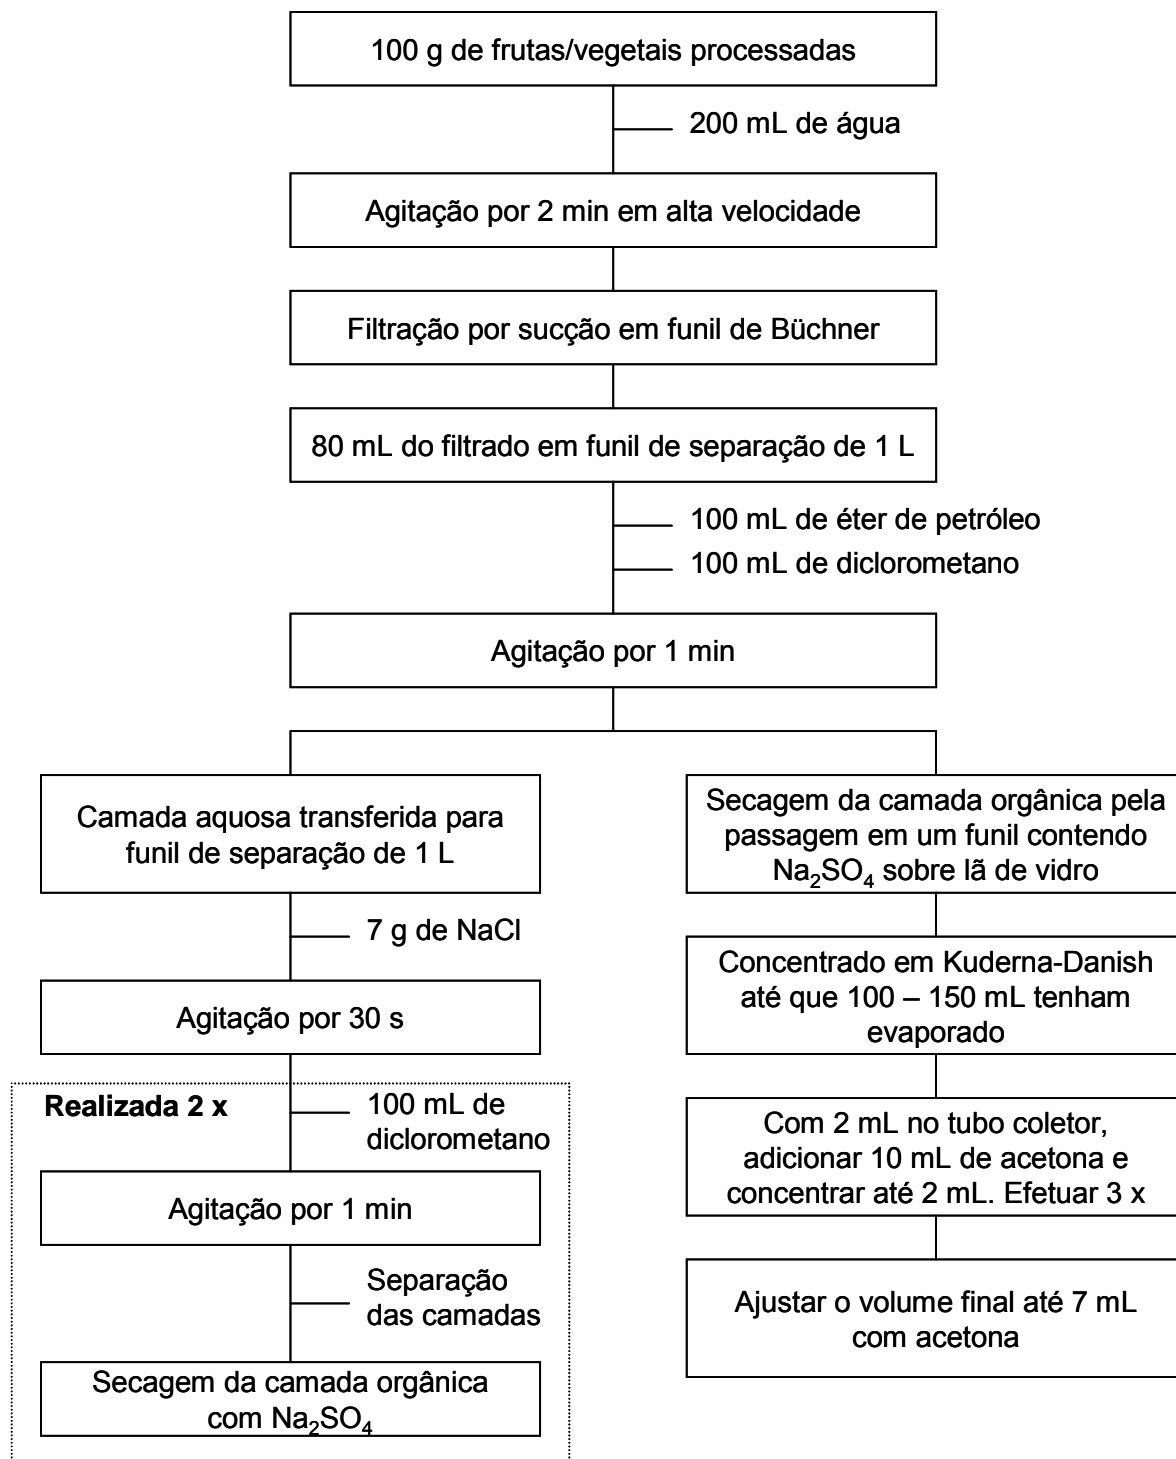 100 g de frutas/vegetais processadas
200 mL de água
Agitação por 2 min em alta velocidade
Filtração por sucção em funil de Büchner
80 mL do filtrado em funil de separação de 1 L
100 mL de éter de petróleo
100 mL de diclorometano
Agitação por 1 min
Camada aquosa transferida para
funil de separação de 1 L
7 g de NaCl
Agitação por 30 s
Realizada 2 x
100 mL de
diclorometano
Agitação por 1 min
Separação
das camadas
Secagem da camada orgânica
com Na₂SO₄
Secagem da camada orgânica pela
passagem em um funil contendo
Na₂SO₄ sobre lã de vidro
Concentrado em Kuderna-Danish
até que 100 – 150 mL tenham
evaporado
Com 2 mL no tubo coletor,
adicionar 10 mL de acetona e
concentrar até 2 mL. Efetuar 3 x
Ajustar o volume final até 7 mL
com acetona